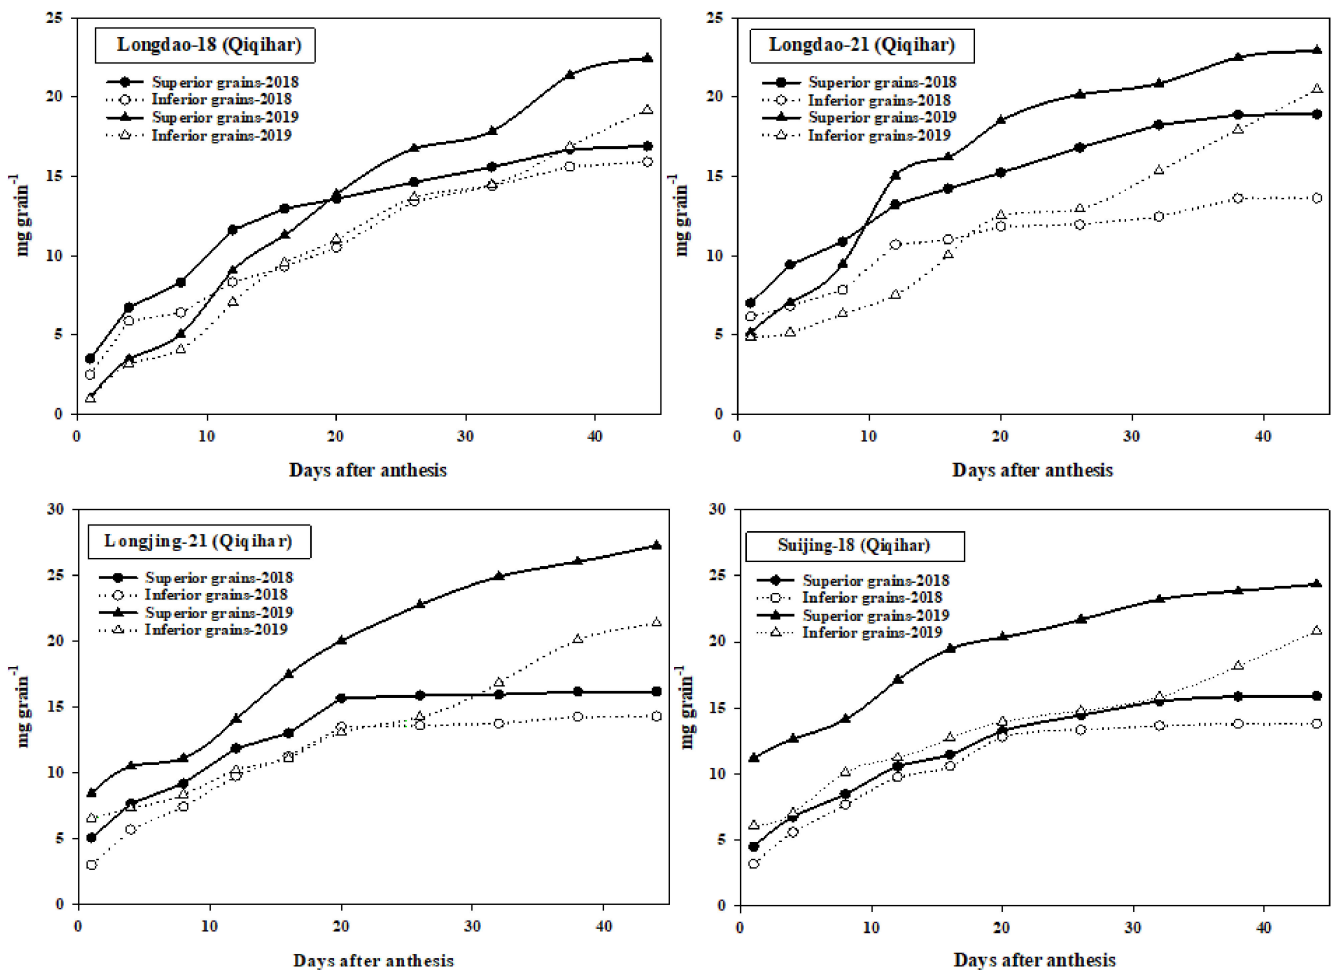 Longdao-18 (Qiqihar)
Superior grains-2018
Inferior grains-2018
Superior grains-2019
Inferior grains-2019
25
20
15
10
5
0
mg grain-1
0 10 20 30 40
Days after anthesis
Longdao-21 (Qiqihar)
Superior grains-2018
Inferior grains-2018
Superior grains-2019
Inferior grains-2019
25
20
15
10
5
0
mg grain-1
0 10 20 30 40
Days after anthesis
Longjing-21 (Qiqihar)
Superior grains-2018
Inferior grains-2018
Superior grains-2019
Inferior grains-2019
30
25
20
15
10
5
0
mg grain-1
0 10 20 30 40
Days after anthesis
Suijing-18 (Qiqihar)
Superior grains-2018
Inferior grains-2018
Superior grains-2019
Inferior grains-2019
30
25
20
15
10
5
0
mg grain-1
0 10 20 30 40
Days after anthesis